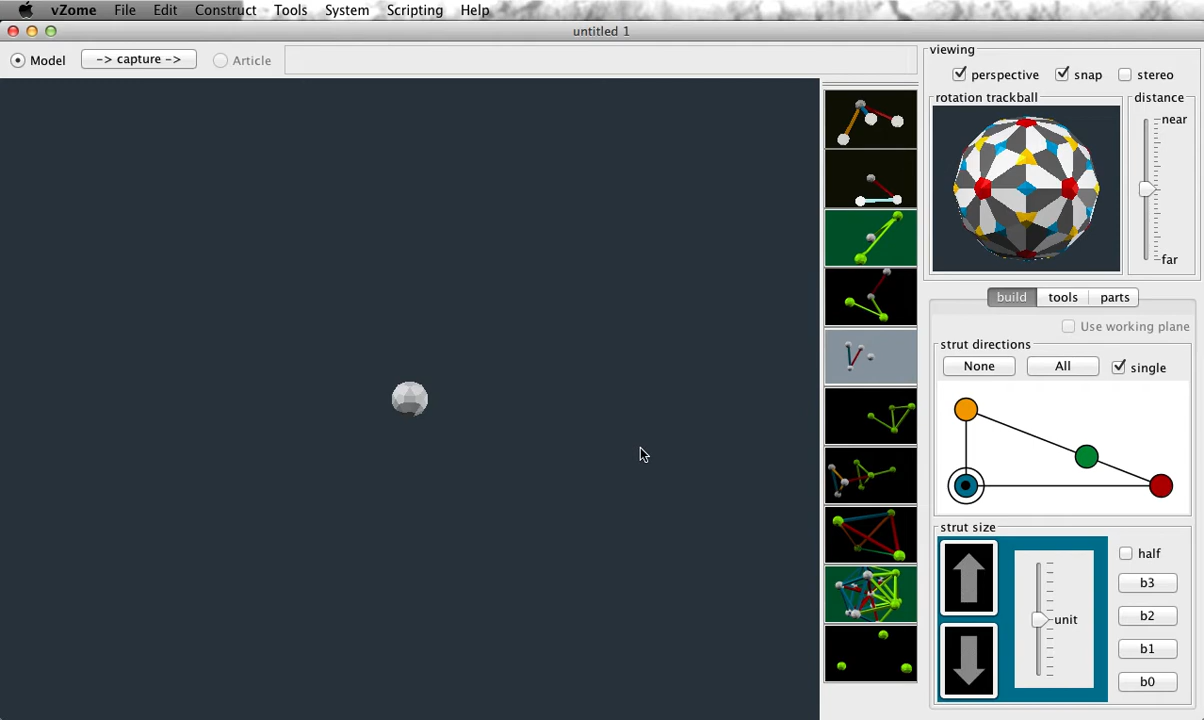 vZome File Edit Construct Tools System Scripting Help
untitled 1
Model -> capture -> Article
viewing
perspective snap stereo
rotation trackball distance
near
far
build tools parts
Use working plane
strut directions
None All single
strut size
half
b3
unit b2
b1
b0